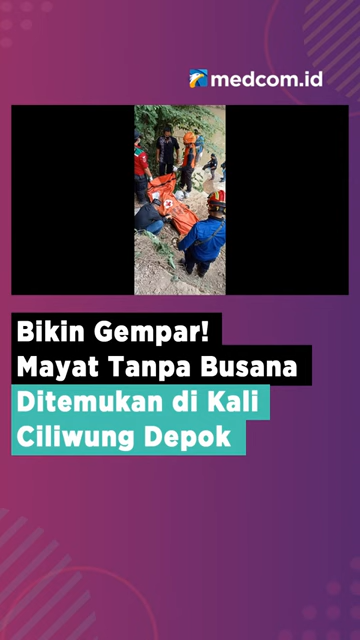 medcom.id
Bikin Gempar!
Mayat Tanpa Busana
Ditemukan di Kali
Ciliwung Depok